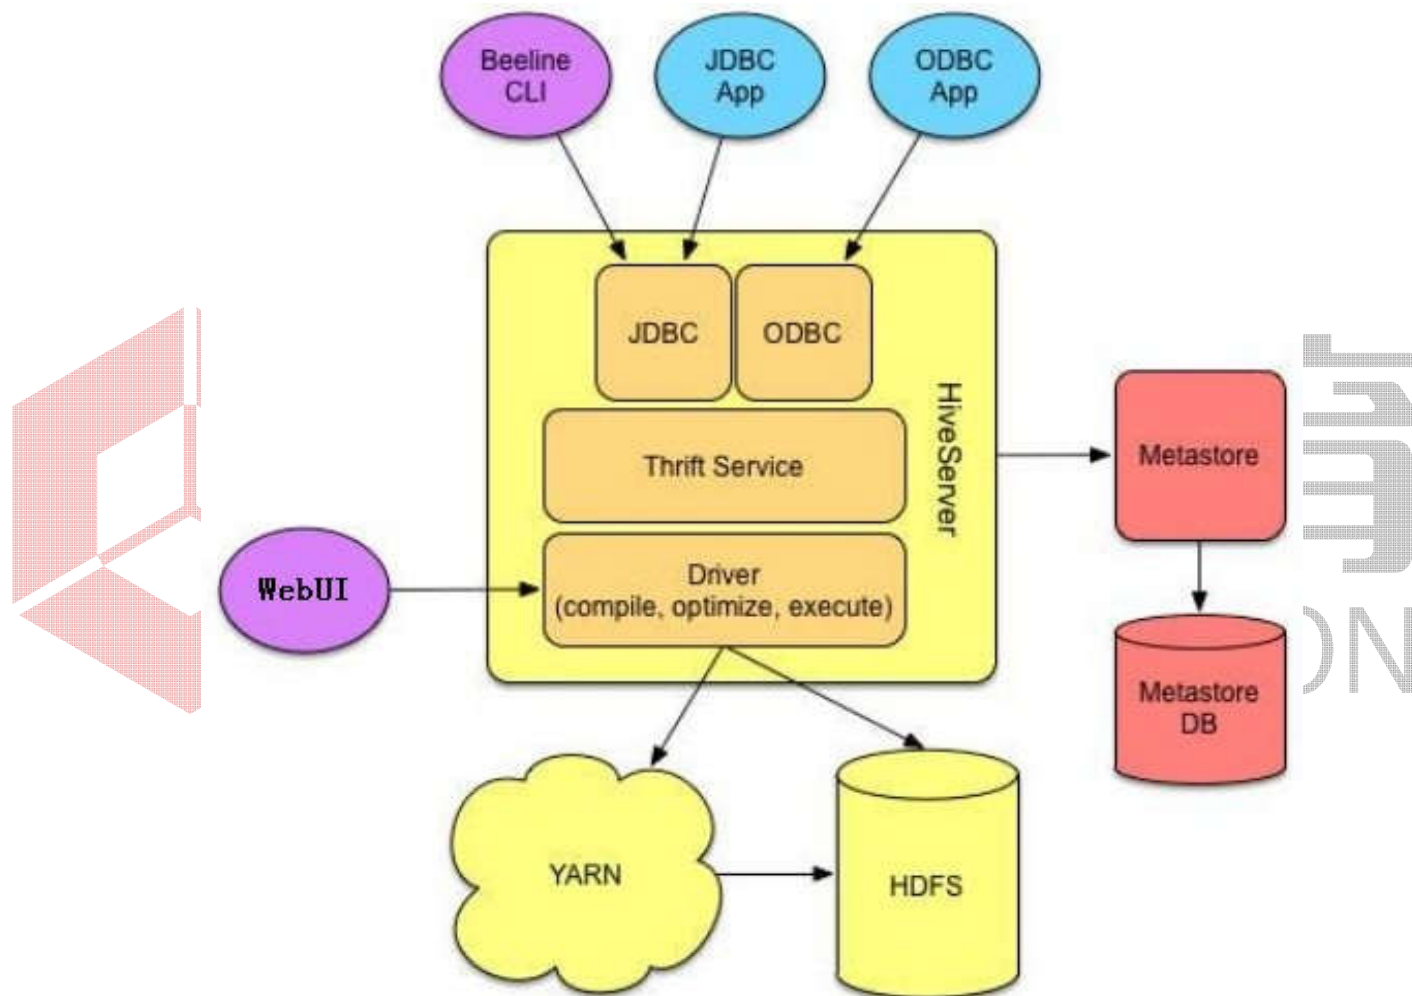 Beeline
CLI
JDBC
App
ODBC
App
JDBC
ODBC
HiveServer
Thrift Service
Metastore
WebUI
Driver
(compile, optimize, execute)
Metastore
DB
YARN
HDFS
ON